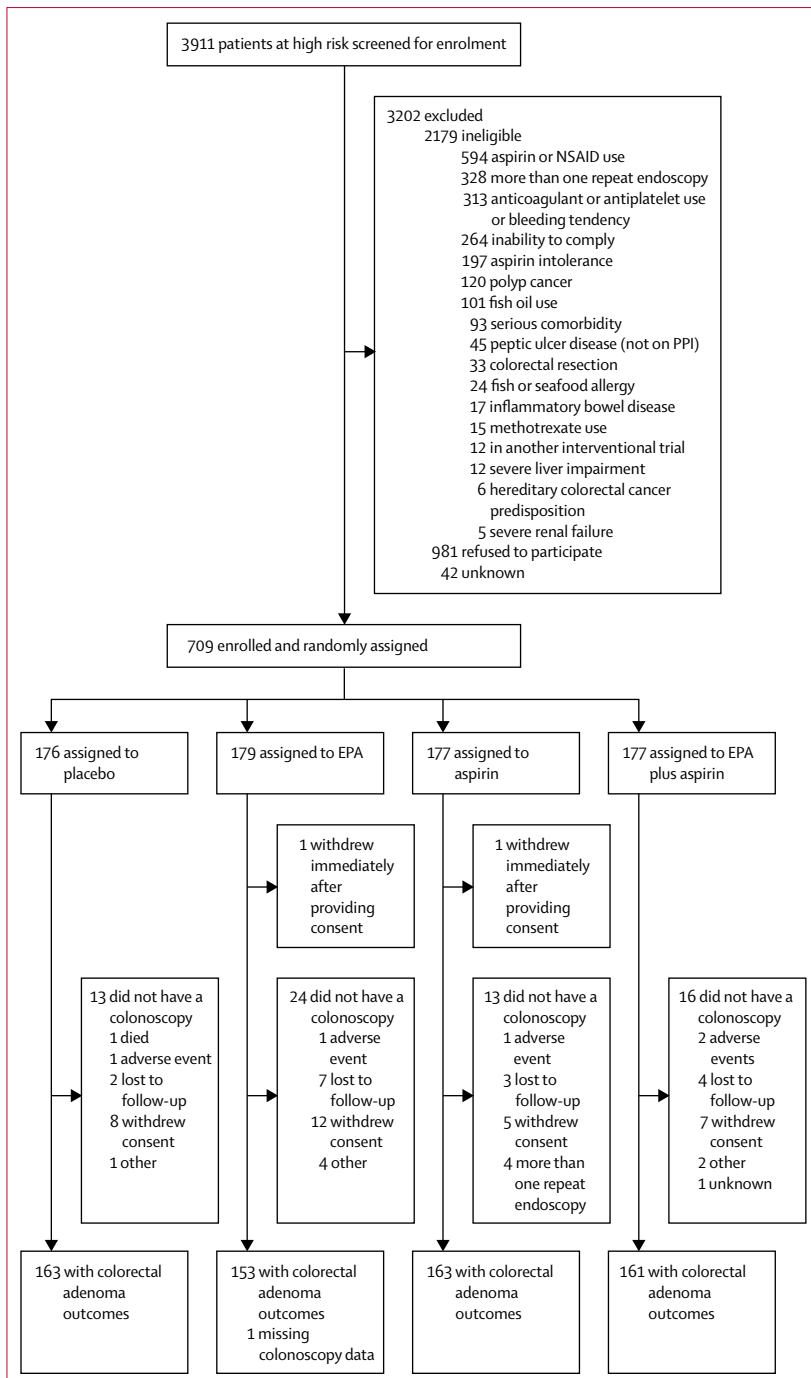 3911 patients at high risk screened for enrolment
3202 excluded
2179 ineligible
594 aspirin or NSAID use
328 more than one repeat endoscopy
313 anticoagulant or antiplatelet use
or bleeding tendency
264 inability to comply
197 aspirin intolerance
120 polyp cancer
101 fish oil use
93 serious comorbidity
45 peptic ulcer disease (not on PPI)
33 colorectal resection
24 fish or seafood allergy
17 inflammatory bowel disease
15 methotrexate use
12 in another interventional trial
12 severe liver impairment
6 hereditary colorectal cancer
predisposition
5 severe renal failure
981 refused to participate
42 unknown
709 enrolled and randomly assigned
176 assigned to
placebo
179 assigned to EPA
177 assigned to
aspirin
177 assigned to EPA
plus aspirin
1 withdrew
immediately
after
providing
consent
1 withdrew
immediately
after
providing
consent
13 did not have a
colonoscopy
1 died
1 adverse event
2 lost to
follow-up
8 withdrew
consent
1 other
24 did not have a
colonoscopy
1 adverse
event
7 lost to
follow-up
12 withdrew
consent
4 other
13 did not have a
colonoscopy
1 adverse
event
3 lost to
follow-up
5 withdrew
consent
4 more than
one repeat
endoscopy
16 did not have a
colonoscopy
2 adverse
events
4 lost to
follow-up
7 withdrew
consent
2 other
1 unknown
163 with colorectal
adenoma
outcomes
153 with colorectal
adenoma
outcomes
1 missing
colonoscopy data
163 with colorectal
adenoma
outcomes
161 with colorectal
adenoma
outcomes